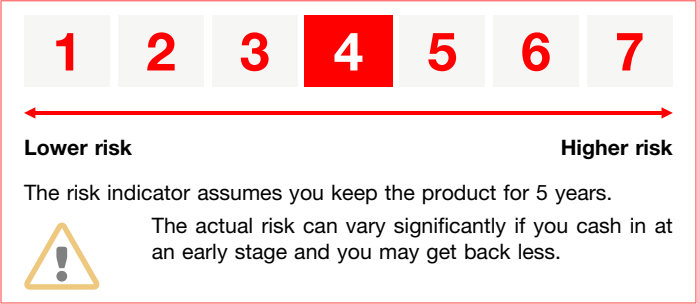 1 2 3 4 5 6 7
Lower risk Higher risk
The risk indicator assumes you keep the product for 5 years.
The actual risk can vary significantly if you cash in at
an early stage and you may get back less.